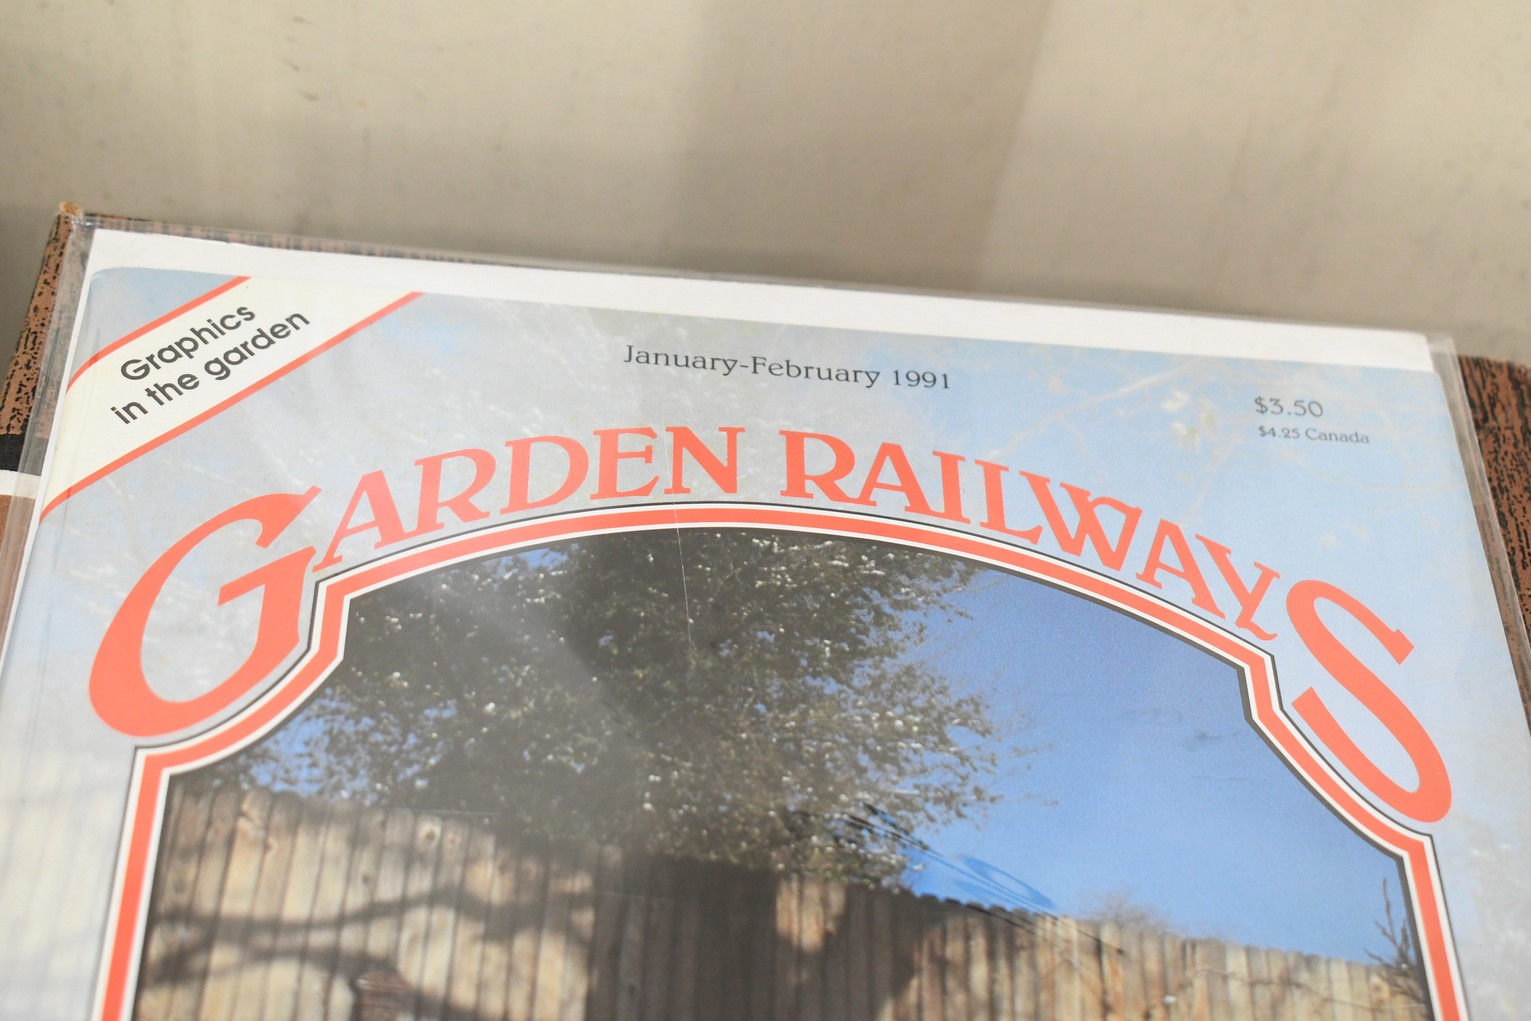 Graphics
in the garden
January-February 1991
$3.50
$4.25 Canada
GARDEN RAILWAYS